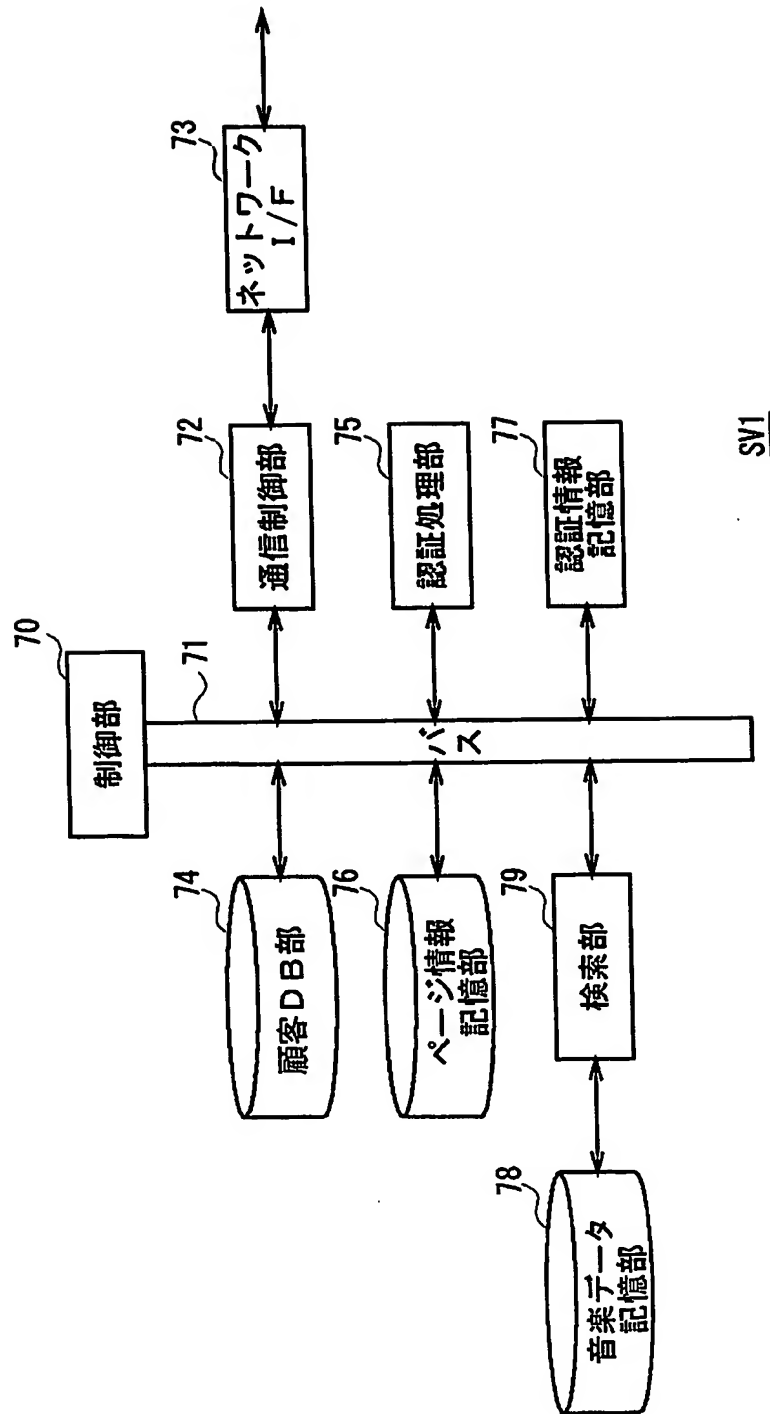 70
制御部
71
バス
72
通信制御部
73
ネットワーク
I/F
74
顧客DB部
75
認証処理部
76
ページ情報
記憶部
77
認証情報
記憶部
79
検索部
78
音楽データ
記憶部
SV1